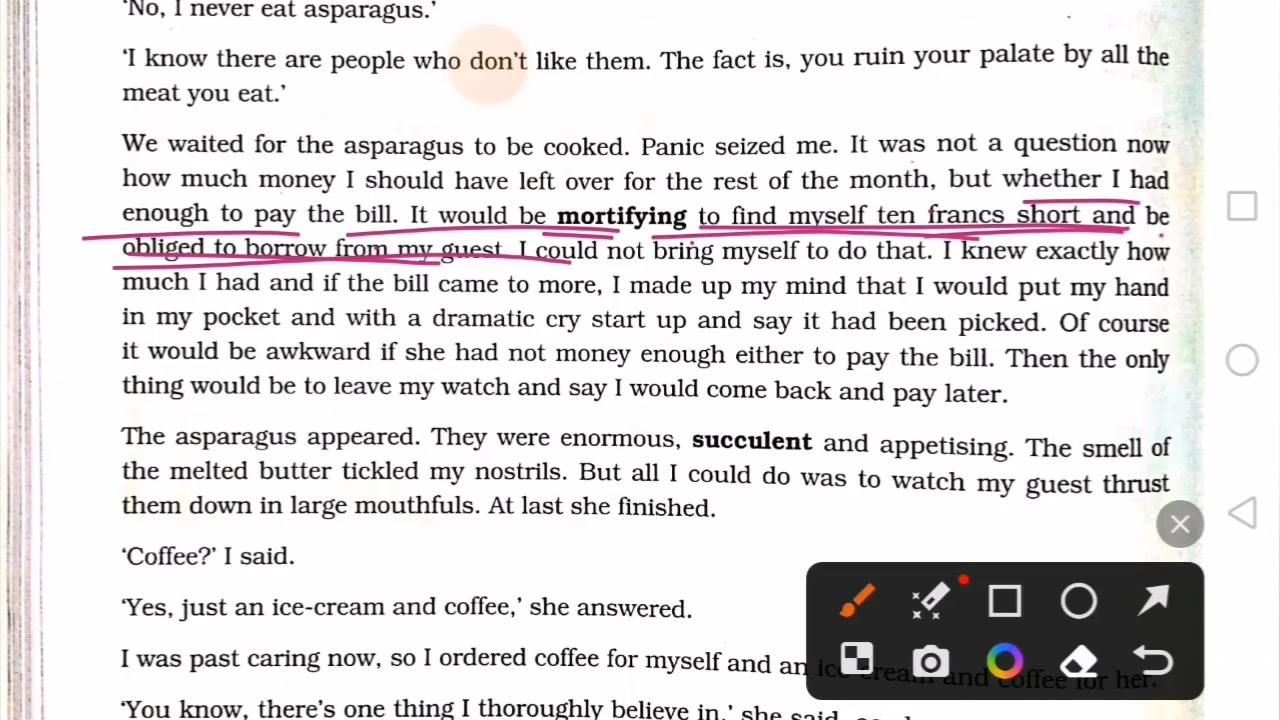 'No, I never eat asparagus.'
'I know there are people who don't like them. The fact is, you ruin your palate by all the
meat you eat.'
We waited for the asparagus to be cooked. Panic seized me. It was not a question now
how much money I should have left over for the rest of the month, but whether I had
enough to pay the bill. It would be mortifying to find myself ten francs short and be
obliged to borrow from my guest. I could not bring myself to do that. I knew exactly how
much I had and if the bill came to more, I made up my mind that I would put my hand
in my pocket and with a dramatic cry start up and say it had been picked. Of course
it would be awkward if she had not money enough either to pay the bill. Then the only
thing would be to leave my watch and say I would come back and pay later.
The asparagus appeared. They were enormous, succulent and appetising. The smell of
the melted butter tickled my nostrils. But all I could do was to watch my guest thrust
them down in large mouthfuls. At last she finished.
'Coffee?' I said.
'Yes, just an ice-cream and coffee,' she answered.
I was past caring now, so I ordered coffee for myself and an ice-cream and coffee for her.
'You know, there's one thing I thoroughly believe in,' she said,